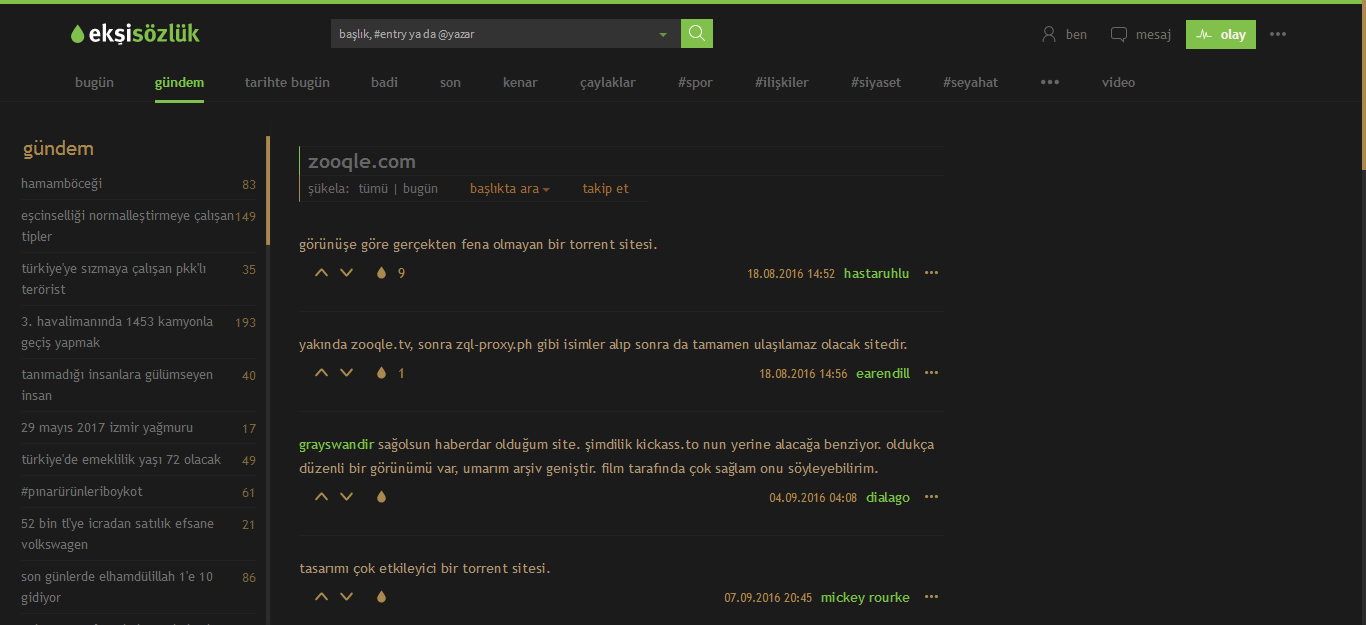 ekşisözlük
başlık, #entry ya da @yazar
ben
mesaj
olay
bugün
gündem
tarihte bugün
badi
son
kenar
çaylaklar
#spor
#ilişkiler
#siyaset
#seyahat
video
gündem
hamamböceği 83
eşcinselliği normalleştirmeye çalışan 149
tipler
türkiye'ye sızmaya çalışan pkk'lı 35
terörist
3. havalimanında 1453 kamyonla 193
geçiş yapmak
tanımadığı insanlara gülümseyen 40
insan
29 mayıs 2017 izmir yağmuru 17
türkiye'de emeklilik yaşı 72 olacak 49
#pınarürünleriboykot 61
52 bin tl'ye icradan satılık efsane 21
volkswagen
son günlerde elhamdülillah 1'e 10 86
gidiyor
zooqle.com
şükela: tümü | bugün başlıkta ara takip et
görünüşe göre gerçekten fena olmayan bir torrent sitesi.
9 18.08.2016 14:52 hastaruhlu
yakında zooqle.tv, sonra zql-proxy.ph gibi isimler alıp sonra da tamamen ulaşılamaz olacak sitedir.
1 18.08.2016 14:56 earendill
grayswandir sağolsun haberdar olduğum site. şimdilik kickass.to nun yerine alacağa benziyor. oldukça
düzenli bir görünümü var, umarım arşiv geniştir. film tarafında çok sağlam onu söyleyebilirim.
04.09.2016 04:08 dialago
tasarımı çok etkileyici bir torrent sitesi.
07.09.2016 20:45 mickey rourke